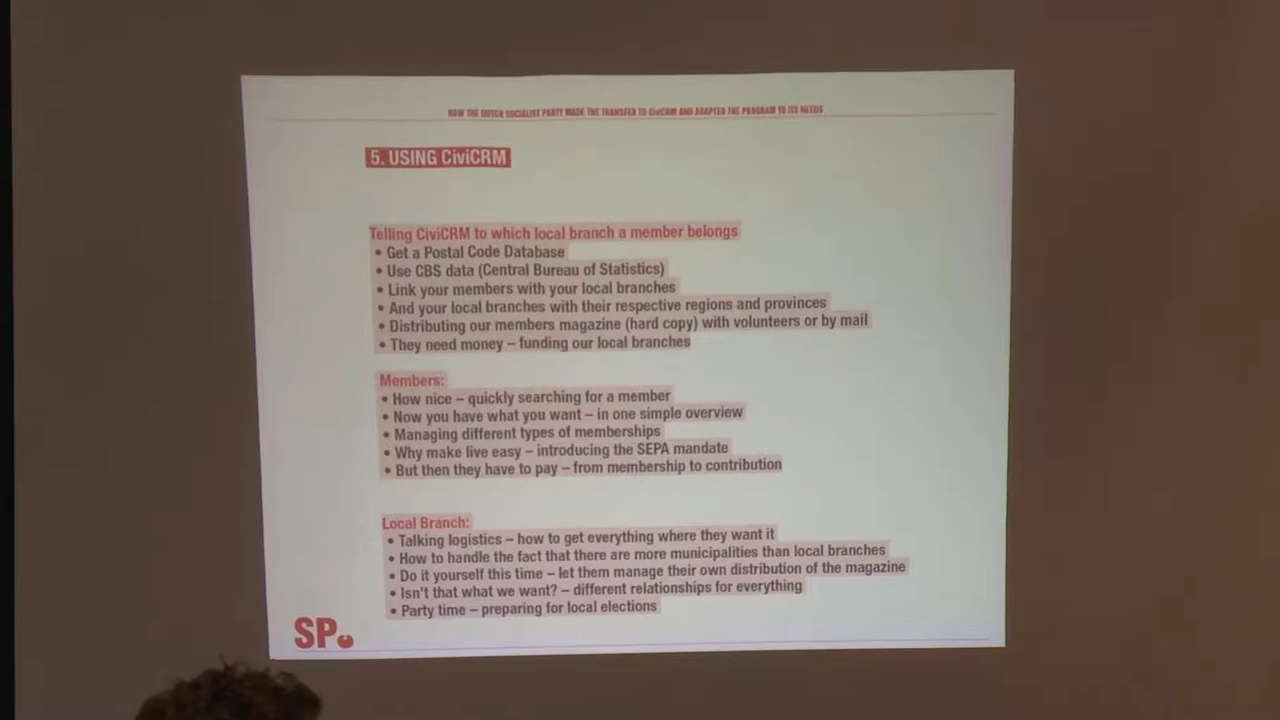 HOW THE DUTCH SOCIALIST PARTY MADE THE TRANSFER TO CiviCRM AND ADAPTED THE PROGRAM TO ITS NEEDS
5. USING CiviCRM
Telling CiviCRM to which local branch a member belongs
• Get a Postal Code Database
• Use CBS data (Central Bureau of Statistics)
• Link your members with your local branches
• And your local branches with their respective regions and provinces
• Distributing our members magazine (hard copy) with volunteers or by mail
• They need money – funding our local branches
Members:
• How nice – quickly searching for a member
• Now you have what you want – in one simple overview
• Managing different types of memberships
• Why make live easy – introducing the SEPA mandate
• But then they have to pay – from membership to contribution
Local Branch:
• Talking logistics – how to get everything where they want it
• How to handle the fact that there are more municipalities than local branches
• Do it yourself this time – let them manage their own distribution of the magazine
• Isn't that what we want? – different relationships for everything
• Party time – preparing for local elections
SP.